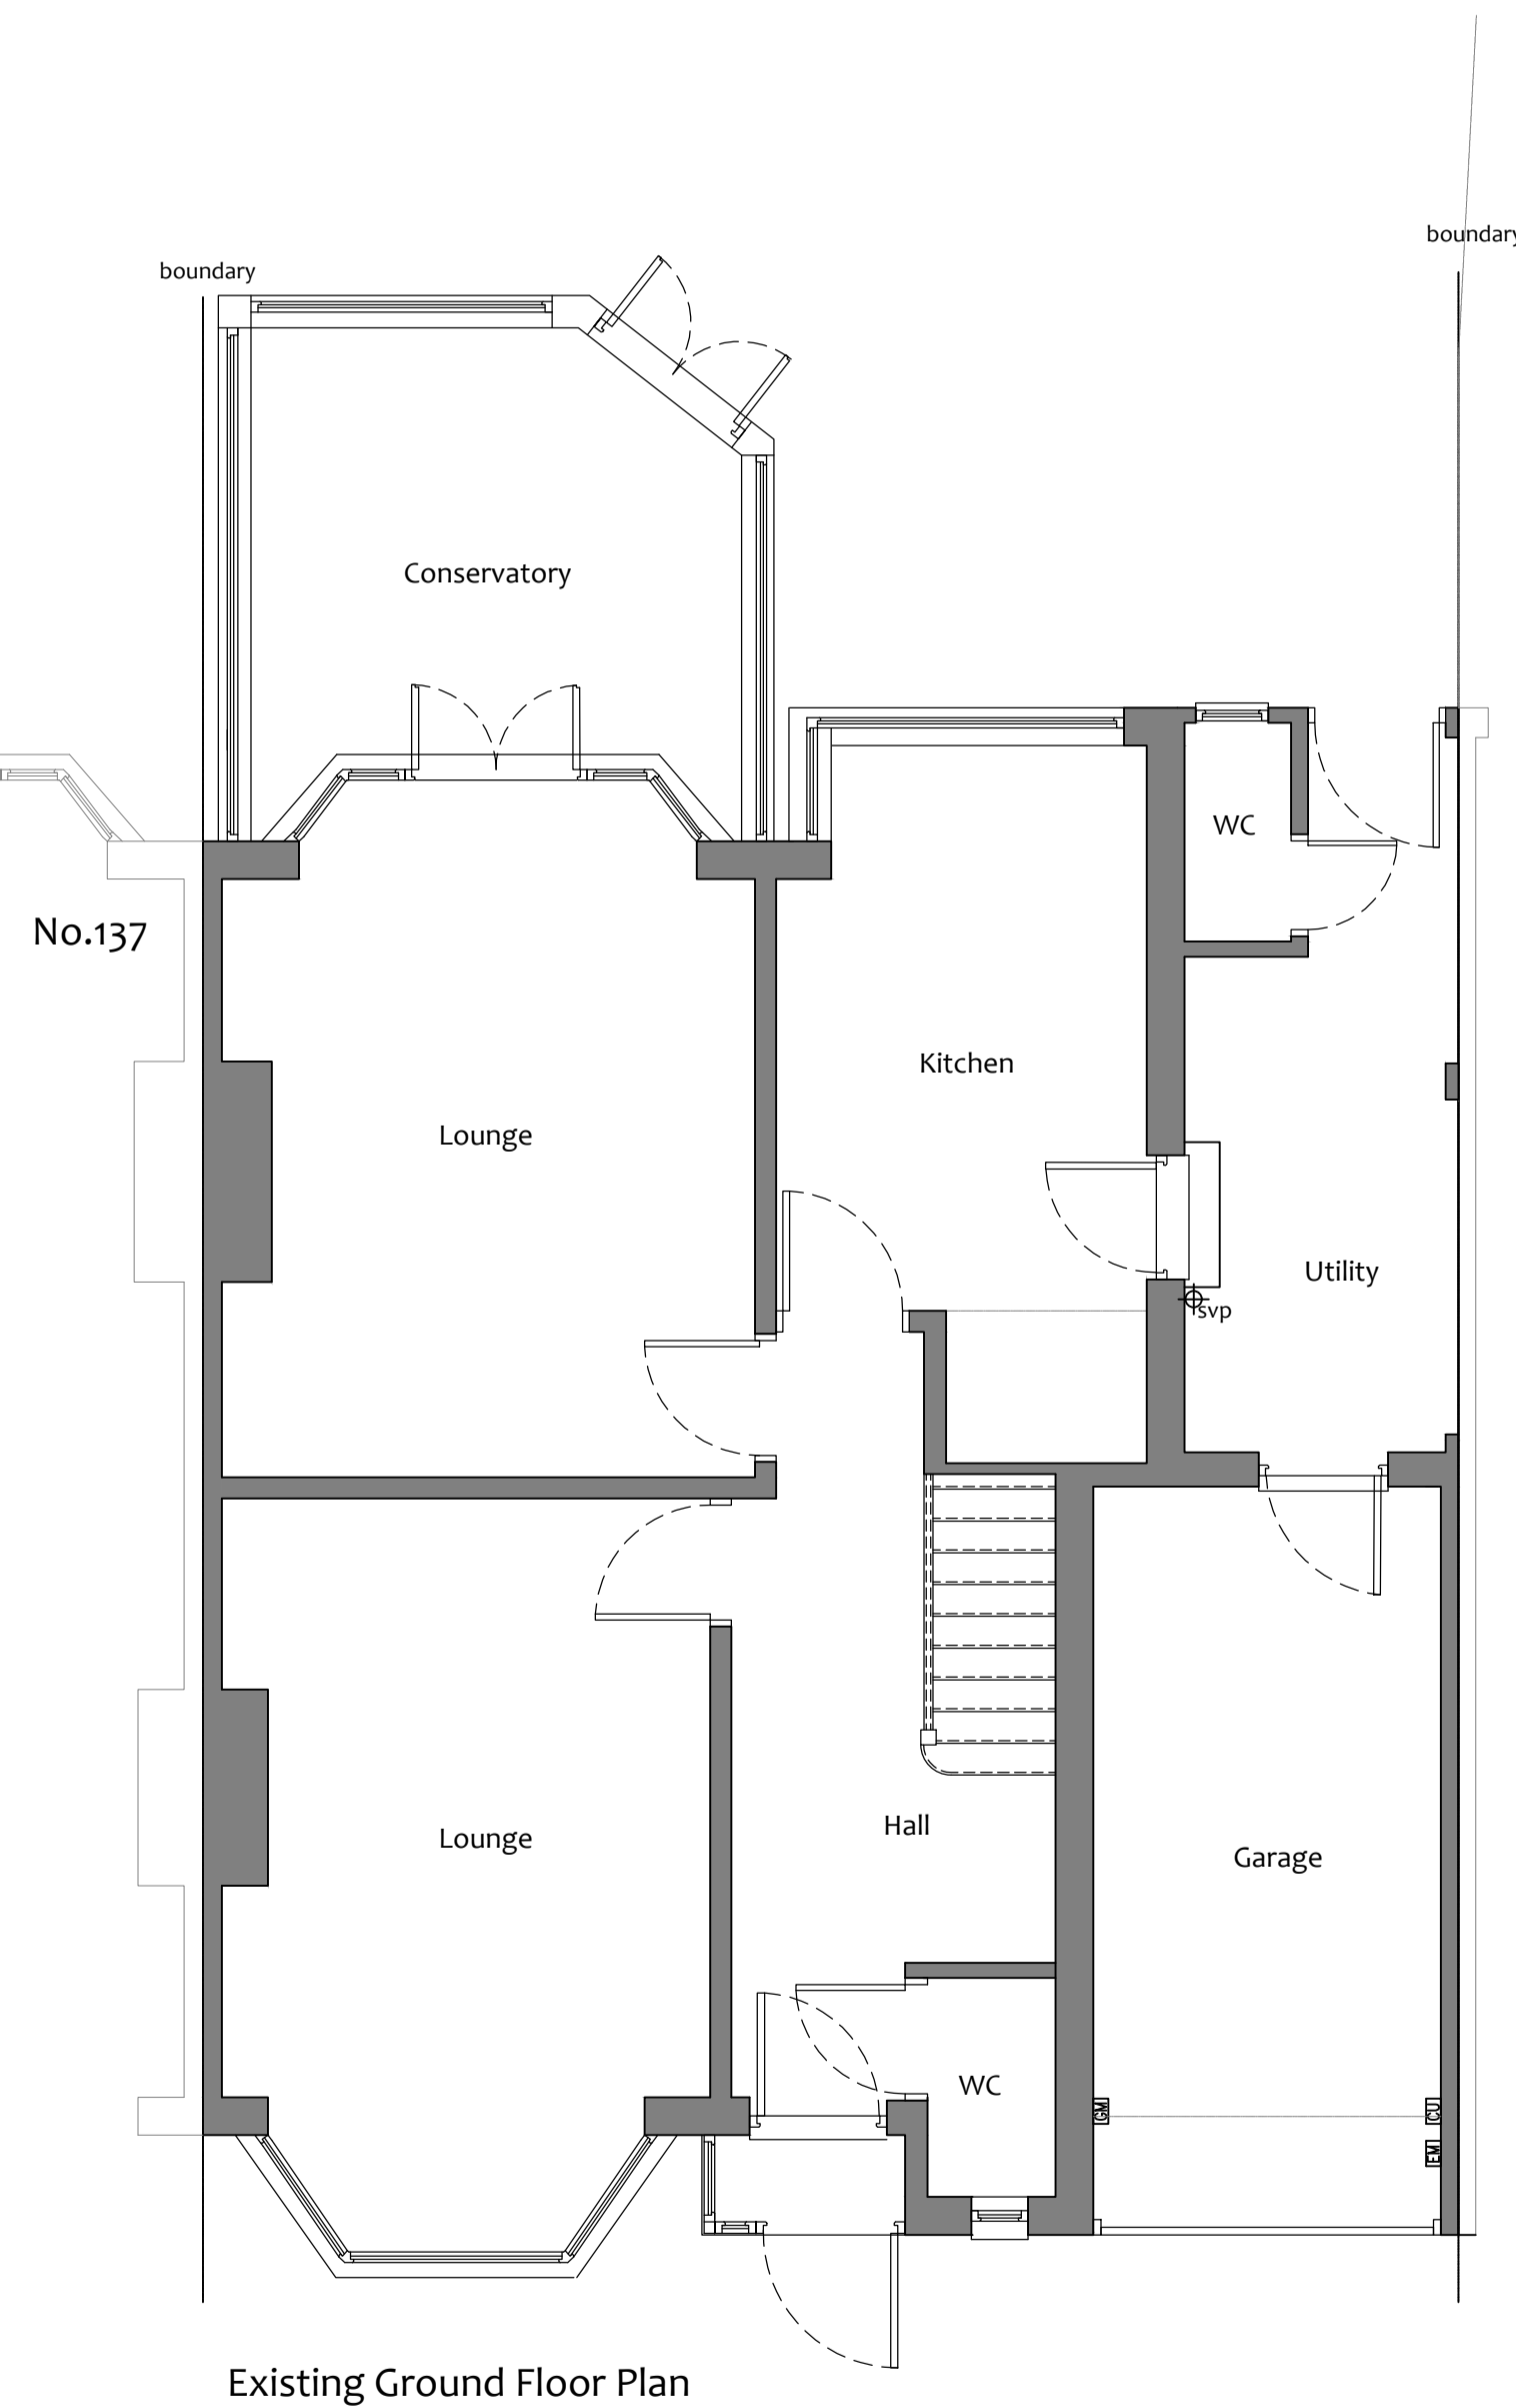 boundary
boundary
Conservatory
WC
No.137
Kitchen
Lounge
Utility
svp
Hall
Lounge
Garage
WC
GM
CU
EM
Existing Ground Floor Plan